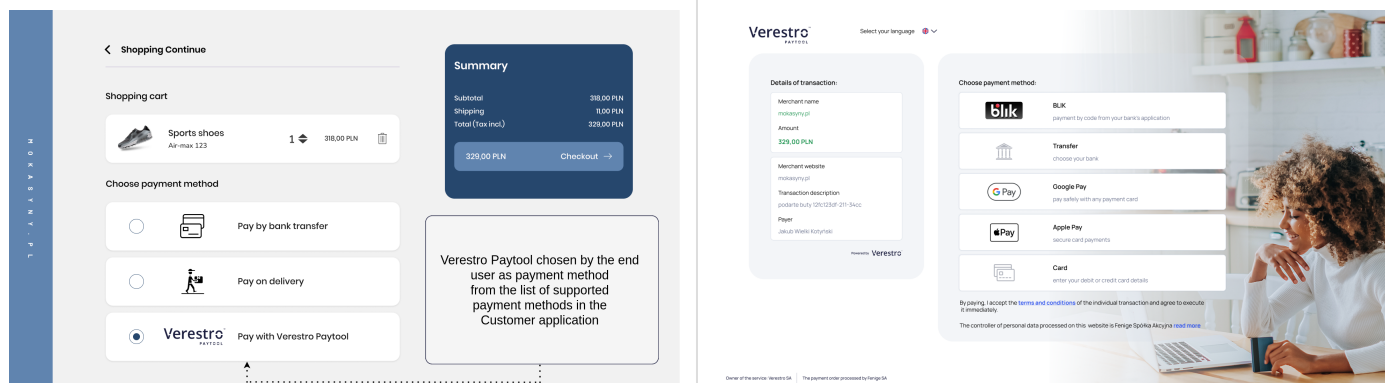 Shopping Continue
Shopping cart
Sports shoes
Air-max 123
1
318,00 PLN
Choose payment method
Pay by bank transfer
Pay on delivery
Verestro
PAYTOOL
Pay with Verestro Paytool
MOKASYNY.PL
Summary
Subtotal 318,00 PLN
Shipping 11,00 PLN
Total (Tax incl.) 329,00 PLN
329,00 PLN Checkout →
Verestro Paytool chosen by the end
user as payment method
from the list of supported
payment methods in the
Customer application
Verestro
PAYTOOL
Select your language
Details of transaction:
Merchant name
mokasyny.pl
Amount
329,00 PLN
Merchant website
mokasyny.pl
Transaction description
podarte buty 12fc123df-21f-34cc
Payer
Jakub Wielki Kotyński
Powered by Verestro
Choose payment method:
blik
BLIK
payment by code from your bank's application
Transfer
choose your bank
G Pay
Google Pay
pay safely with any payment card
Pay
Apple Pay
secure card payments
Card
enter your debit or credit card details
By paying, I accept the terms and conditions of the individual transaction and agree to execute
it immediately.
The controller of personal data processed on this website is Fenige Spółka Akcyjna read more
Owner of the service: Verestro SA
The payment order processed by Fenige SA